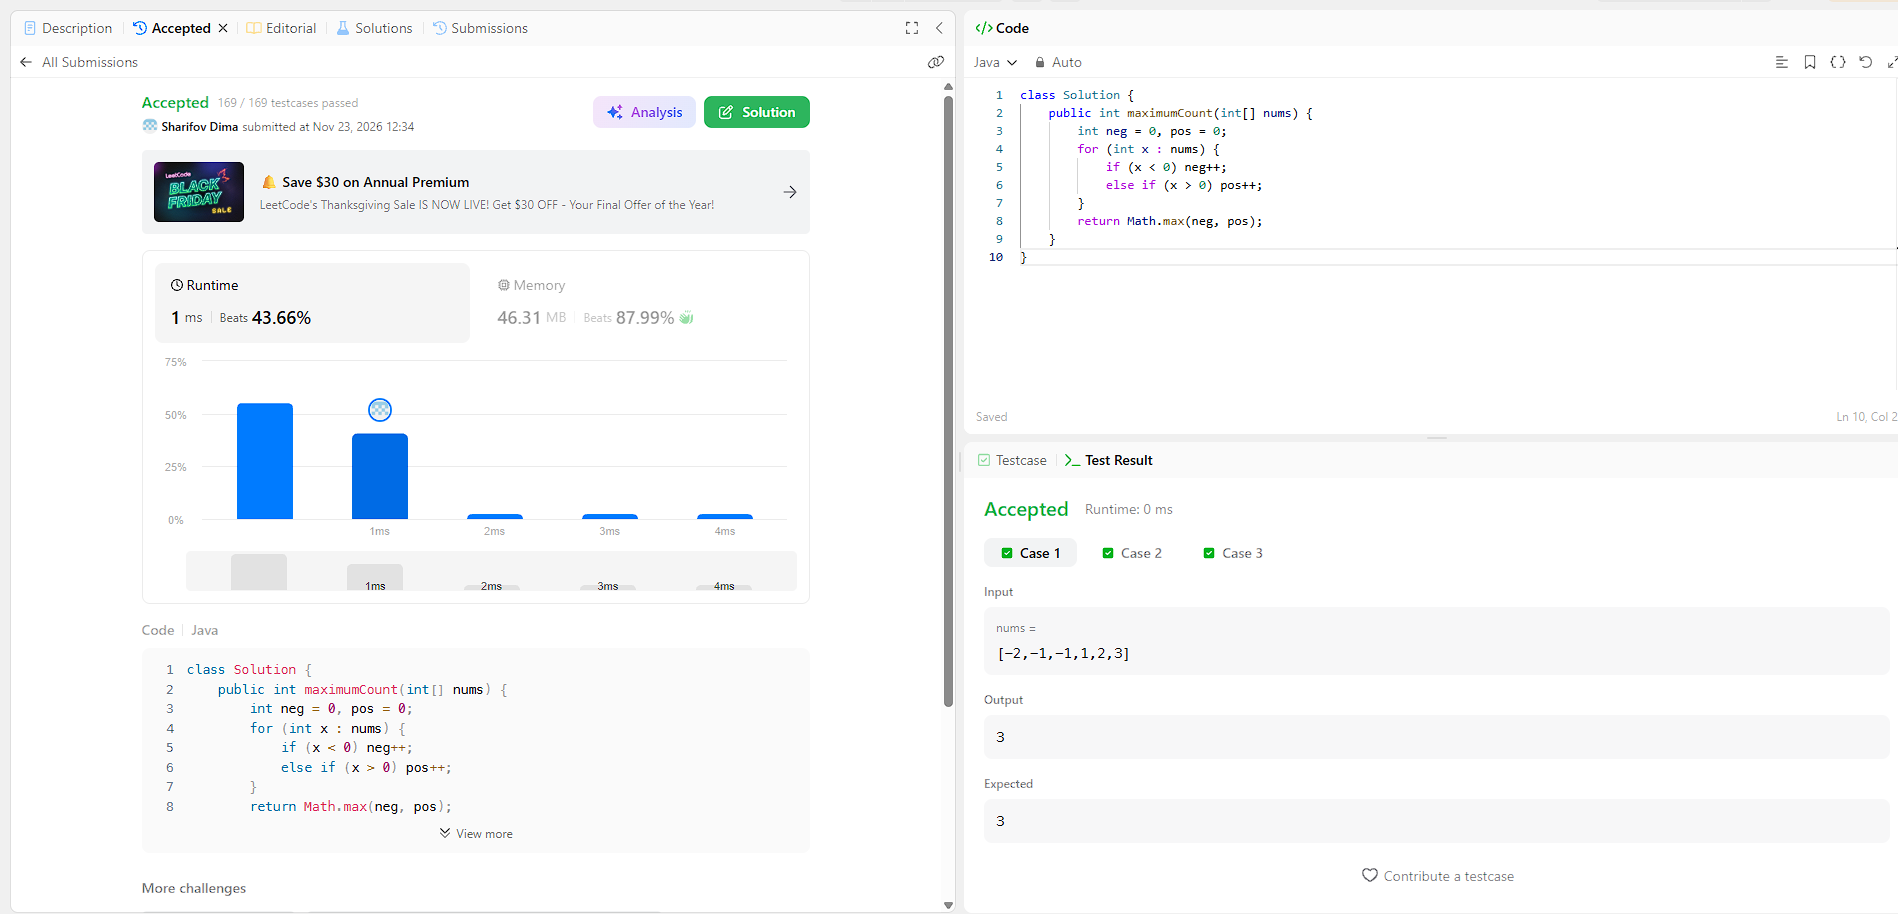 Description
Accepted
Editorial
Solutions
Submissions
All Submissions
Accepted 169 / 169 testcases passed
Sharifov Dima submitted at Nov 23, 2026 12:34
Analysis
Solution
LeetCode
BLACK
FRIDAY
SALE
Save $30 on Annual Premium
LeetCode's Thanksgiving Sale IS NOW LIVE! Get $30 OFF - Your Final Offer of the Year!
Runtime
1 ms Beats 43.66%
Memory
46.31 MB Beats 87.99%
75%
50%
25%
0%
1ms 2ms 3ms 4ms
1ms 2ms 3ms 4ms
Code Java
1 class Solution {
2 public int maximumCount(int[] nums) {
3 int neg = 0, pos = 0;
4 for (int x : nums) {
5 if (x < 0) neg++;
6 else if (x > 0) pos++;
7 }
8 return Math.max(neg, pos);
View more
More challenges
</> Code
Java Auto
1 class Solution {
2 public int maximumCount(int[] nums) {
3 int neg = 0, pos = 0;
4 for (int x : nums) {
5 if (x < 0) neg++;
6 else if (x > 0) pos++;
7 }
8 return Math.max(neg, pos);
9 }
10 }
Saved
Ln 10, Col 2
Testcase
>_ Test Result
Accepted Runtime: 0 ms
Case 1 Case 2 Case 3
Input
nums =
[-2,-1,-1,1,2,3]
Output
3
Expected
3
Contribute a testcase